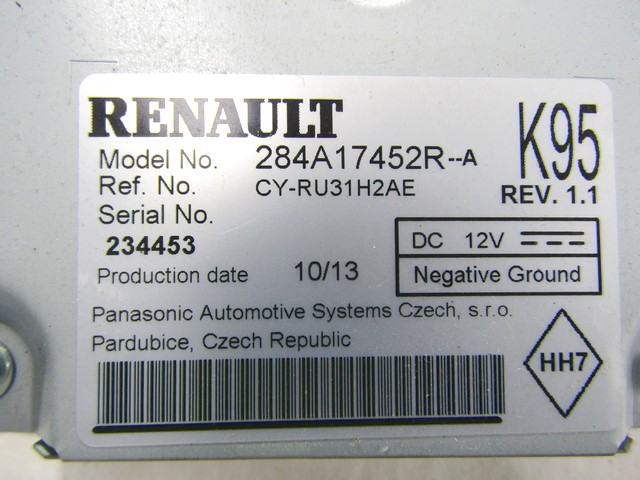 RENAULT
K95
Model No. 284A17452R--A
Ref. No. CY-RU31H2AE
REV. 1.1
Serial No.
234453
DC 12V
Production date 10/13
Negative Ground
Panasonic Automotive Systems Czech, s.r.o.
Pardubice, Czech Republic
HH7